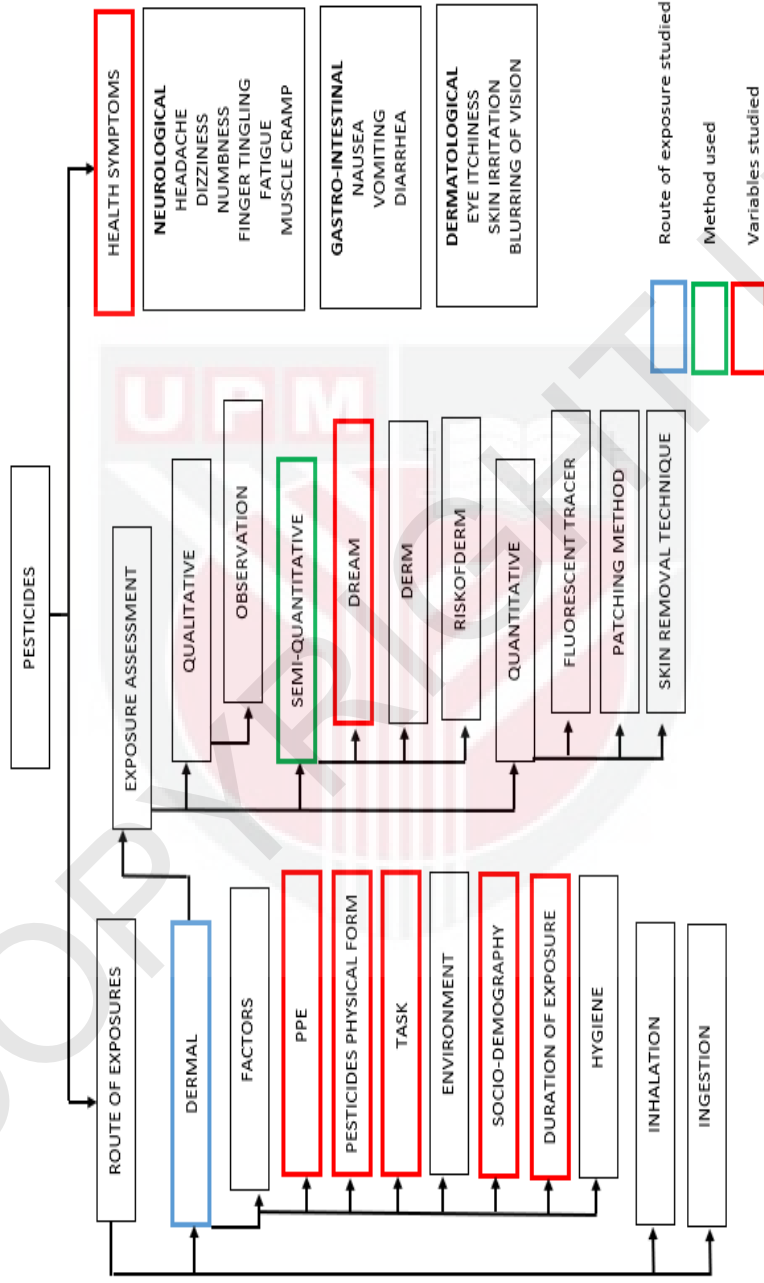 PESTICIDES
ROUTE OF EXPOSURES
DERMAL
FACTORS
PPE
PESTICIDES PHYSICAL FORM
TASK
ENVIRONMENT
SOCIO-DEMOGRAPHY
DURATION OF EXPOSURE
HYGIENE
INHALATION
INGESTION
EXPOSURE ASSESSMENT
QUALITATIVE
OBSERVATION
SEMI-QUANTITATIVE
DREAM
DERM
RISKOFDERM
QUANTITATIVE
FLUORESCENT TRACER
PATCHING METHOD
SKIN REMOVAL TECHNIQUE
HEALTH SYMPTOMS
NEUROLOGICAL
HEADACHE
DIZZINESS
NUMBNESS
FINGER TINGLING
FATIGUE
MUSCLE CRAMP
GASTRO-INTESTINAL
NAUSEA
VOMITING
DIARRHEA
DERMATOLOGICAL
EYE ITCHINESS
SKIN IRRITATION
BLURRING OF VISION
Route of exposure studied
Method used
Variables studied
UPM
COPYRIGHT